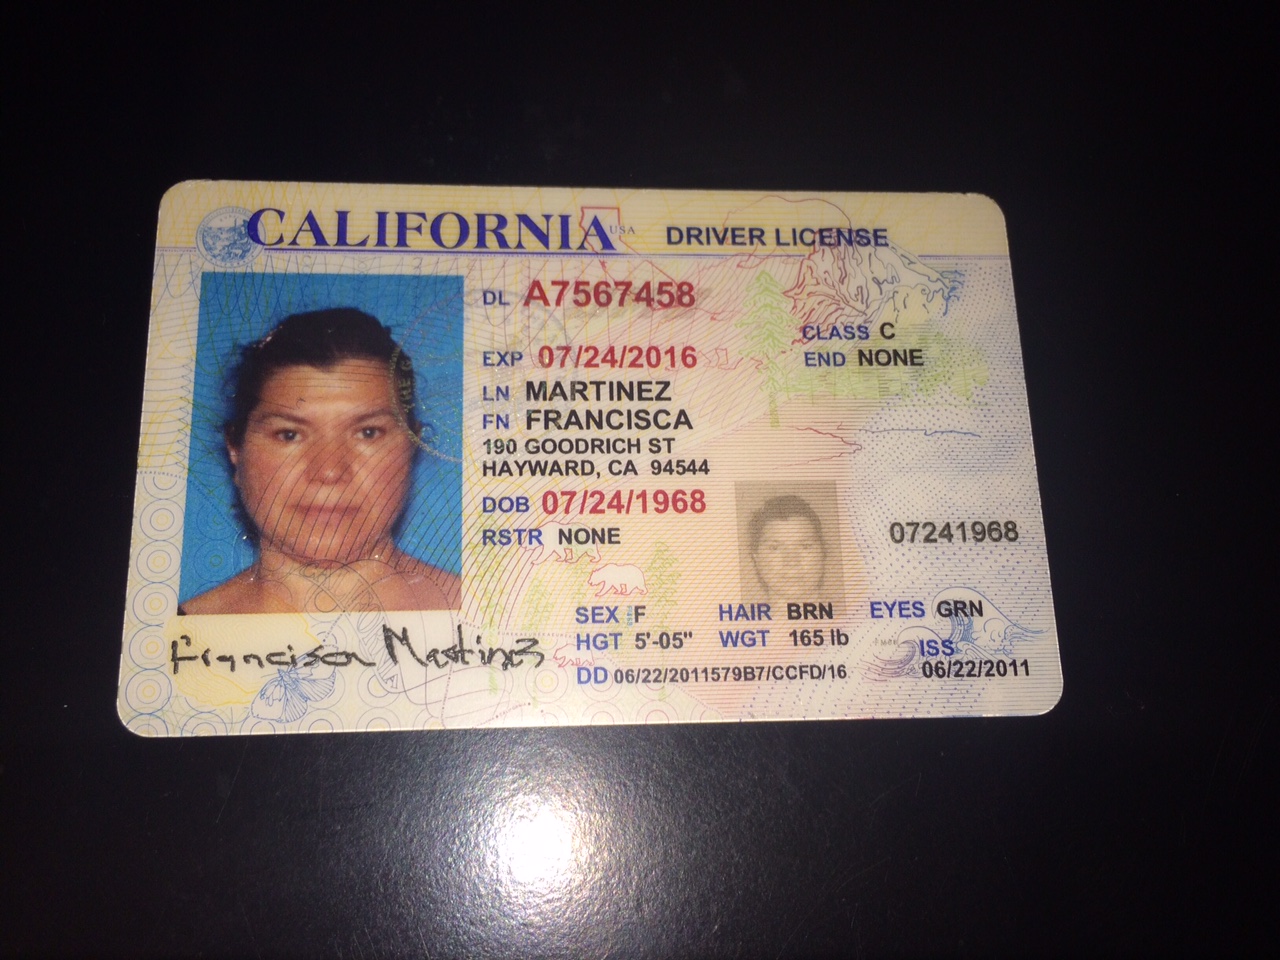 CALIFORNIA USA DRIVER LICENSE
DL A7567458
CLASS C
EXP 07/24/2016
END NONE
LN MARTINEZ
FN FRANCISCA
190 GOODRICH ST
HAYWARD, CA 94544
DOB 07/24/1968
RSTR NONE
07241968
SEX F HAIR BRN EYES GRN
HGT 5'-05" WGT 165 lb
ISS
DD 06/22/2011579B7/CCFD/16 06/22/2011
Francisca Martinez